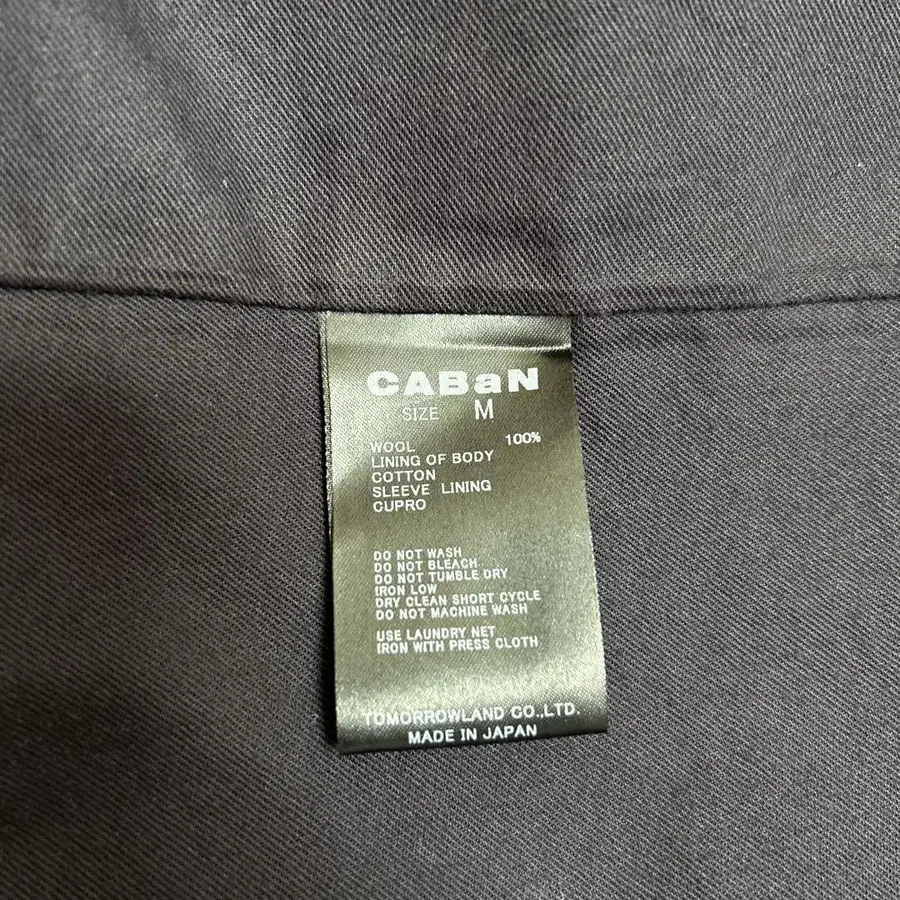 CABaN
SIZE M
WOOL 100%
LINING OF BODY
COTTON
SLEEVE LINING
CUPRO
DO NOT WASH
DO NOT BLEACH
DO NOT TUMBLE DRY
IRON LOW
DRY CLEAN SHORT CYCLE
DO NOT MACHINE WASH
USE LAUNDRY NET
IRON WITH PRESS CLOTH
TOMORROWLAND CO.,LTD.
MADE IN JAPAN